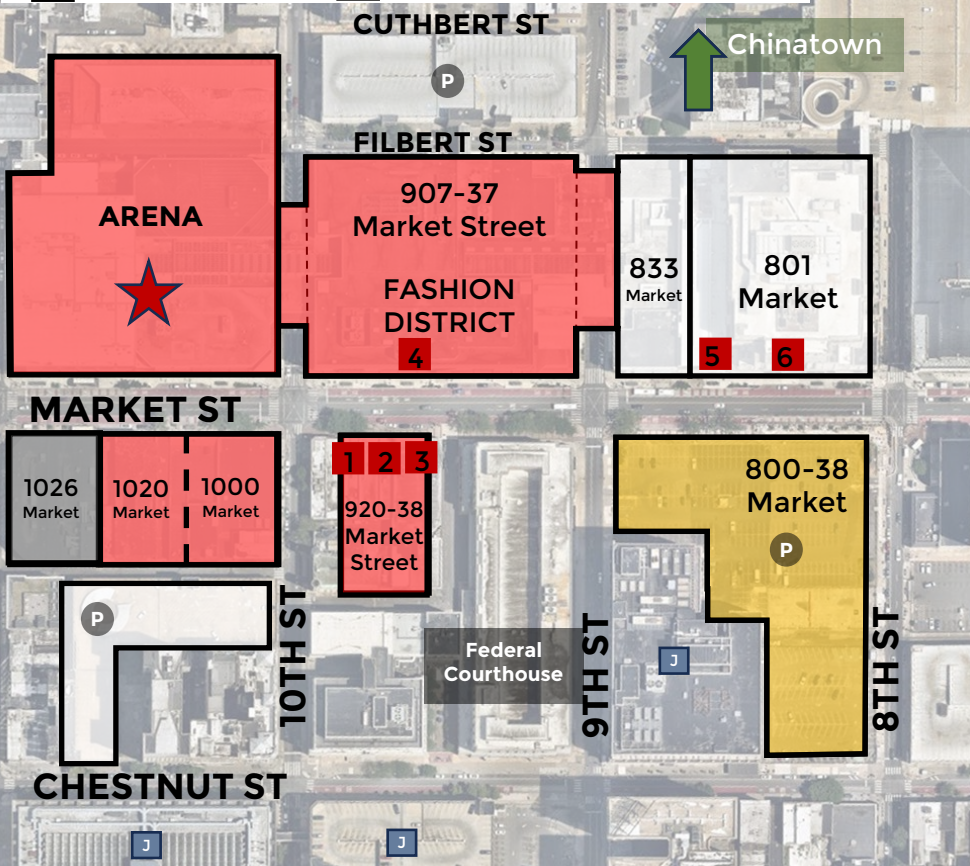 CUTHBERT ST
Chinatown
P
FILBERT ST
ARENA
907-37
Market Street
FASHION
DISTRICT
4
833
Market
801
Market
5
6
MARKET ST
1026
Market
1020
Market
1000
Market
1 2 3
920-38
Market
Street
800-38
Market
P
P
10TH ST
Federal
Courthouse
9TH ST
J
8TH ST
CHESTNUT ST
J
J